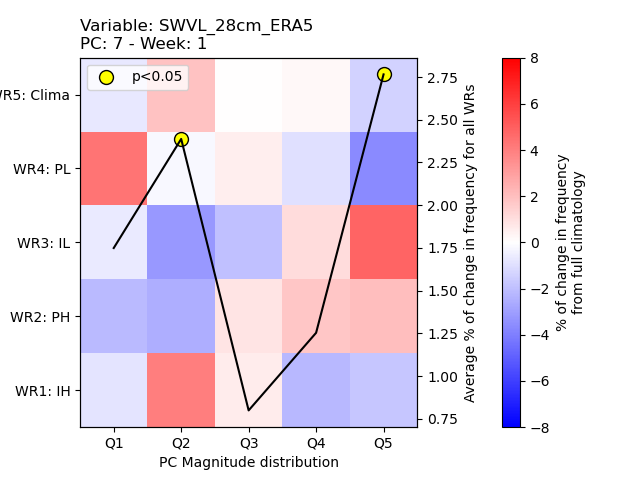 Variable: SWVL_28cm_ERA5
PC: 7 - Week: 1
p<0.05
WR5: Clima
WR4: PL
WR3: IL
WR2: PH
WR1: IH
Q1 Q2 Q3 Q4 Q5
PC Magnitude distribution
2.75
2.50
2.25
2.00
1.75
1.50
1.25
1.00
0.75
Average % of change in frequency for all WRs
8
6
4
2
0
−2
−4
−6
−8
% of change in frequency
from full climatology